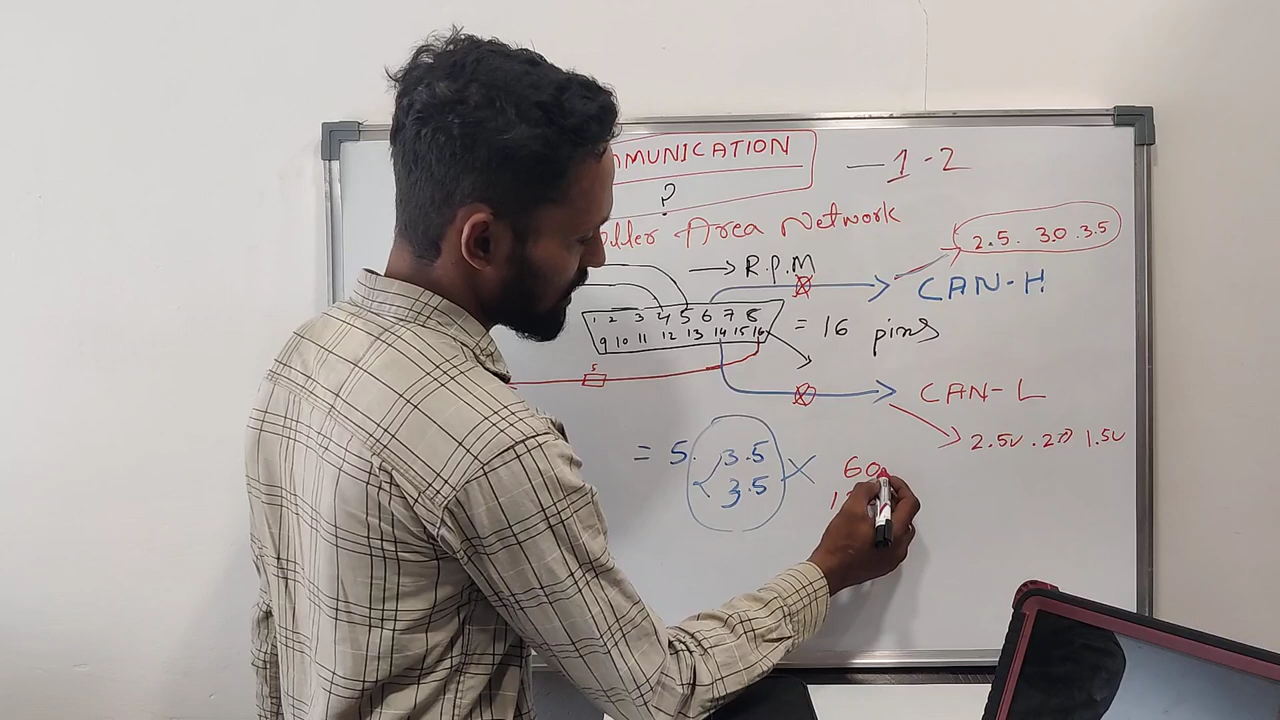 MMUNICATION — 1-2
?
ller Area Network
2.5. 3.0 .3.5
→ R.P.M
CAN-H
1 2 3 4 5 6 7 8
9 10 11 12 13 14 15 16
= 16 pins
5
CAN-L
2.5v . 1.5v
= 5. 3.5
3.5
60